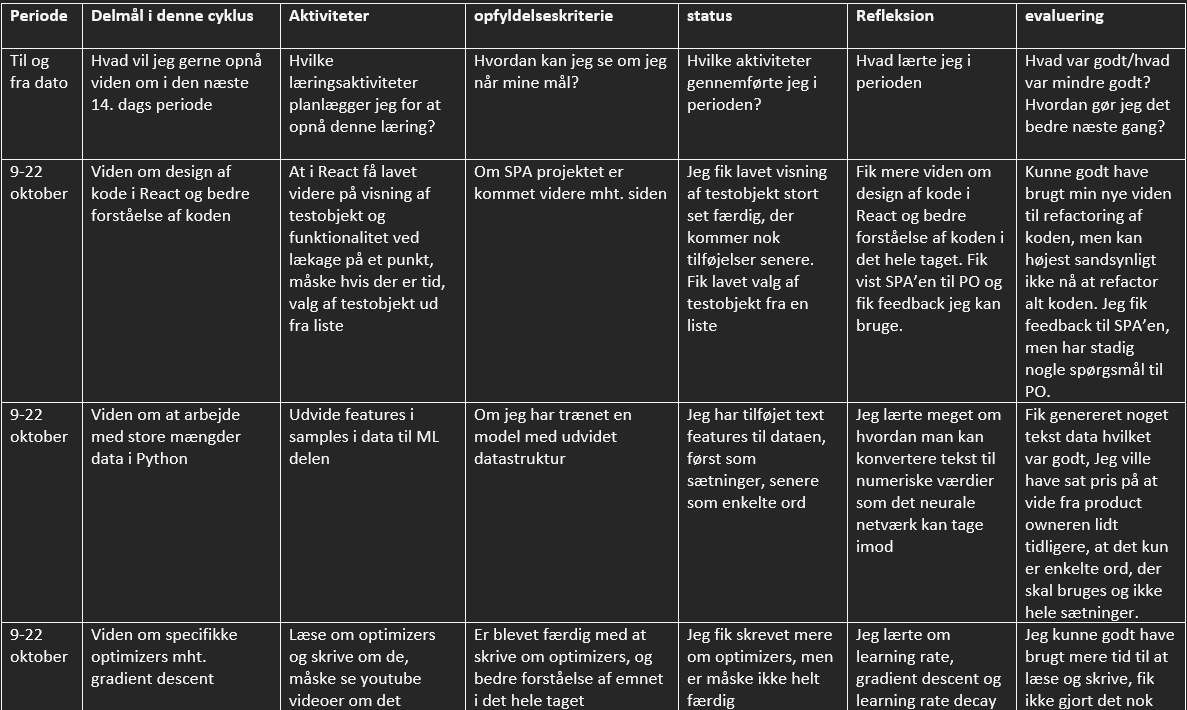 Periode
Delmål i denne cyklus
Aktiviteter
opfyldelseskriterie
status
Refleksion
evaluering
Til og
fra dato
Hvad vil jeg gerne opnå
viden om i den næste
14. dags periode
Hvilke
læringsaktiviteter
planlægger jeg for at
opnå denne læring?
Hvordan kan jeg se om jeg
når mine mål?
Hvilke aktiviteter
gennemførte jeg i
perioden?
Hvad lærte jeg i
perioden
Hvad var godt/hvad
var mindre godt?
Hvordan gør jeg det
bedre næste gang?
9-22
oktober
Viden om design af
kode i React og bedre
forståelse af koden
At i React få lavet
videre på visning af
testobjekt og
funktionalitet ved
lækage på et punkt,
måske hvis der er tid,
valg af testobjekt ud
fra liste
Om SPA projektet er
kommet videre mht. siden
Jeg fik lavet visning
af testobjekt stort
set færdig, der
kommer nok
tilføjelser senere.
Fik lavet valg af
testobjekt fra en
liste
Fik mere viden om
design af kode i
React og bedre
forståelse af koden i
det hele taget. Fik
vist SPA’en til PO og
fik feedback jeg kan
bruge.
Kunne godt have
brugt min nye viden
til refactoring af
koden, men kan
højest sandsynligt
ikke nå at refactor
alt koden. Jeg fik
feedback til SPA’en,
men har stadig
nogle spørgsmål til
PO.
9-22
oktober
Viden om at arbejde
med store mængder
data i Python
Udvide features i
samples i data til ML
delen
Om jeg har trænet en
model med udvidet
datastruktur
Jeg har tilføjet text
features til dataen,
først som
sætninger, senere
som enkelte ord
Jeg lærte meget om
hvordan man kan
konvertere tekst til
numeriske værdier
som det neurale
netværk kan tage
imod
Fik genereret noget
tekst data hvilket
var godt, Jeg ville
have sat pris på at
vide fra product
owneren lidt
tidligere, at det kun
er enkelte ord, der
skal bruges og ikke
hele sætninger.
9-22
oktober
Viden om specifikke
optimizers mht.
gradient descent
Læse om optimizers
og skrive om de,
måske se youtube
videoer om det
Er blevet færdig med at
skrive om optimizers, og
bedre forståelse af emnet
i det hele taget
Jeg fik skrevet mere
om optimizers, men
er måske ikke helt
færdig
Jeg lærte om
learning rate,
gradient descent og
learning rate decay
Jeg kunne godt have
brugt mere tid til at
læse og skrive, fik
ikke gjort det nok